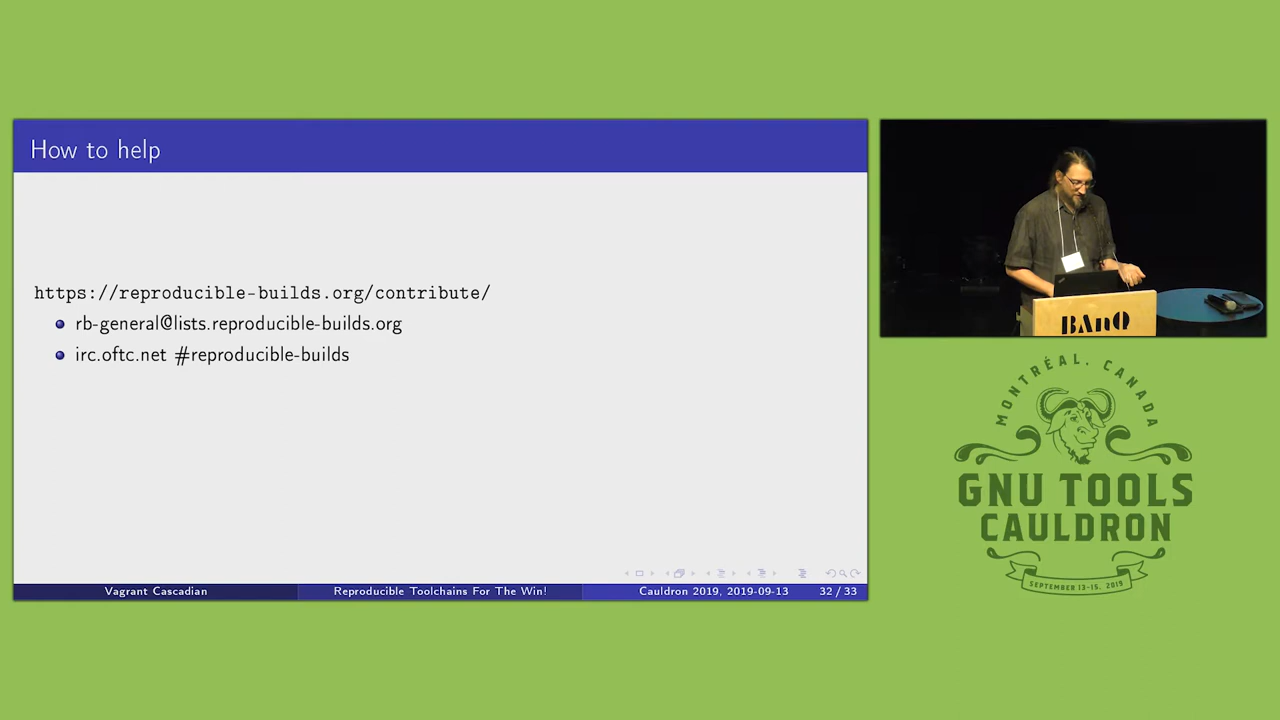 How to help
https://reproducible-builds.org/contribute/
rb-general@lists.reproducible-builds.org
irc.oftc.net #reproducible-builds
Vagrant Cascadian
Reproducible Toolchains For The Win!
Cauldron 2019, 2019-09-13
32 / 33
BAnQ
MONTRÉAL, CANADA
GNU TOOLS
CAULDRON
SEPTEMBER 13-15, 2019